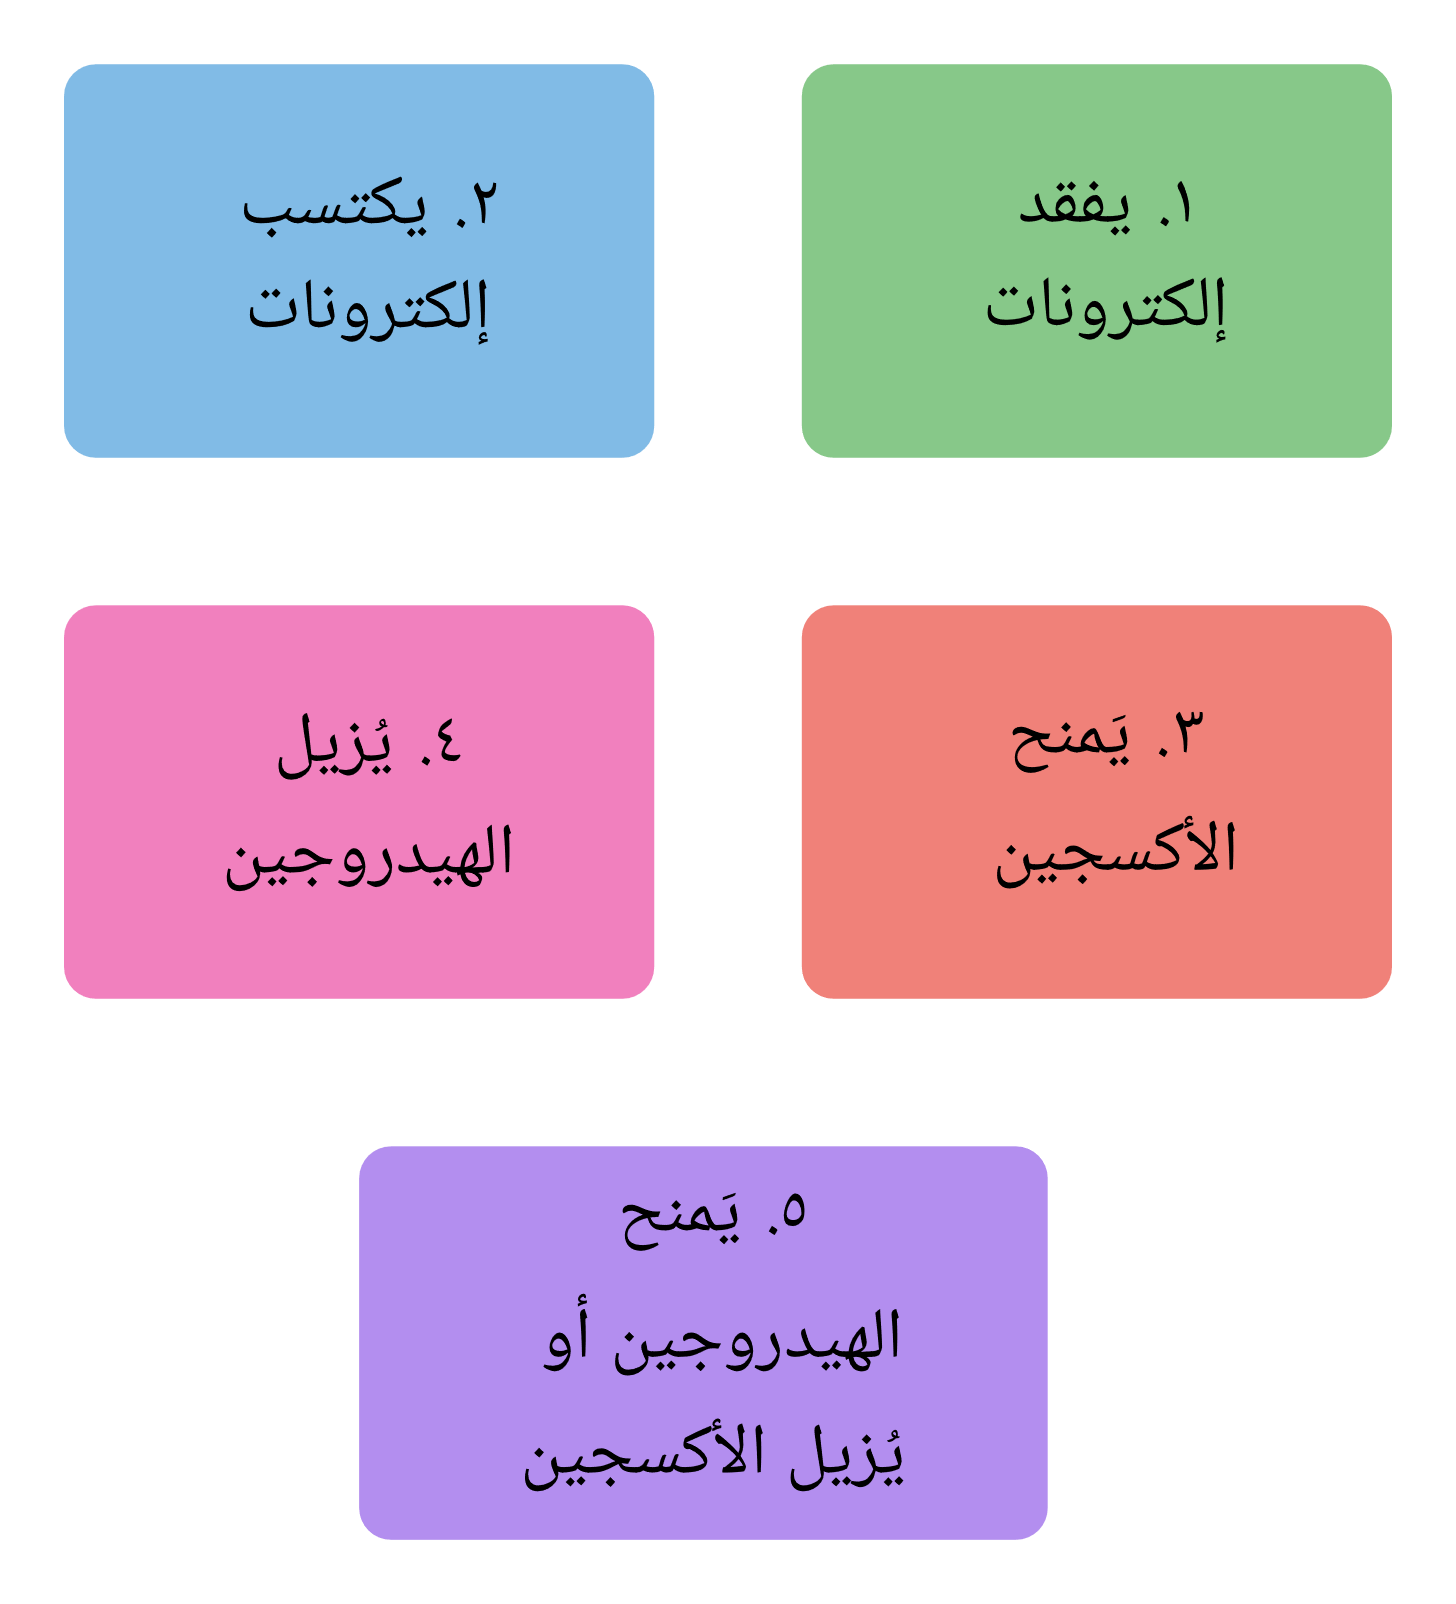 ١. يفقد
إلكترونات
٢. يكتسب
إلكترونات
٣. يَمنح
الأكسجين
٤. يُزيل
الهيدروجين
٥. يَمنح
الهيدروجين أو
يُزيل الأكسجين